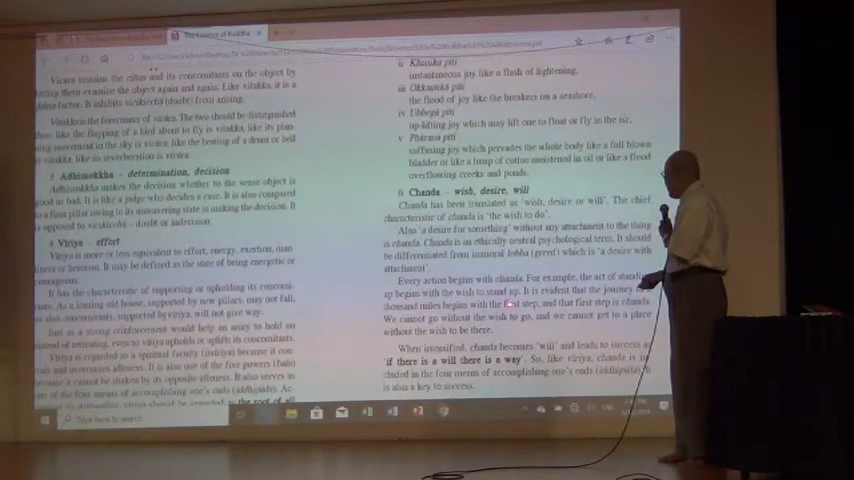 The Essence of Buddha
Vicara sustains the cittas and its concomitants on the object by
letting them examine the object again and again. Like vitakka, it is a
jhana factor. It inhibits vicikiccha (doubt) from arising.
Vitakka is the forerunner of vicara. The two should be distinguished
thus: like the flapping of a bird about to fly is vitakka, like its plan-
ning movement in the sky is vicara; like the beating of a drum or bell
is vitakka, like its reverberation is vicara.
3 Adhimokkha – determination, decision
Adhimokkha makes the decision whether to the sense object is
good or bad. It is like a judge who decides a case. It is also compared
to a firm pillar owing to its unwavering state in making the decision. It
is opposed to vicikiccha – doubt or indecision.
4 Viriya – effort
Viriya is more or less equivalent to effort, energy, exertion, man
liness or heroism. It may be defined as the state of being energetic or
courageous.
It has the characteristic of supporting or upholding its concomi-
tants. As a leaning old house, supported by new pillars, may not fall,
so also concomitants, supported by viriya, will not give way.
Just as a strong reinforcement would help an army to hold on
instead of retreating, even so viriya upholds or uplifts its concomitants.
Viriya is regarded as a spiritual faculty (indriya) because it con-
trols and overcomes idleness. It is also one of the five powers (bala)
because it cannot be shaken by its opposite idleness. It also serves as
one of the four means of accomplishing one's ends (iddhipada). Ac-
viriya should be regarded as the root of all
ii Khanika piti
instantaneous joy like a flash of lightening,
iii Okkantika piti
the flood of joy like the breakers on a seashore,
iv Ubbega piti
up-lifting joy which may lift one to float or fly in the air,
v Pharana piti
suffusing joy which pervades the whole body like a full blown
bladder or like a lump of cotton moistened in oil or like a flood
overflowing creeks and ponds.
6 Chanda – wish, desire, will
Chanda has been translated as 'wish, desire or will'. The chief
characteristic of chanda is 'the wish to do'.
Also 'a desire for something' without any attachment to the thing
is chanda. Chanda is an ethically neutral psychological term. It should
be differentiated from immoral lobha (greed) which is 'a desire with
attachment'.
Every action begins with chanda. For example, the act of standing
up begins with the wish to stand up. It is evident that the journey
thousand miles begins with the first step, and that first step is chanda.
We cannot go without the wish to go, and we cannot get to a place
without the wish to be there.
When intensified, chanda becomes 'will' and leads to success as
'if there is a will there is a way'. So, like viriya, chanda is in
cluded in the four means of accomplishing one's ends (iddhipada). It
is also a key to success.
Type here to search
ENG